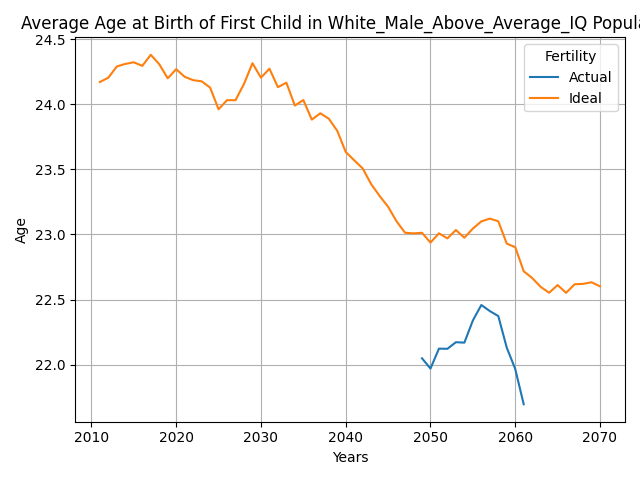 Average Age at Birth of First Child in White_Male_Above_Average_IQ Popula
24.5
24.0
23.5
23.0
22.5
22.0
Age
Fertility
Actual
Ideal
2010 2020 2030 2040 2050 2060 2070
Years